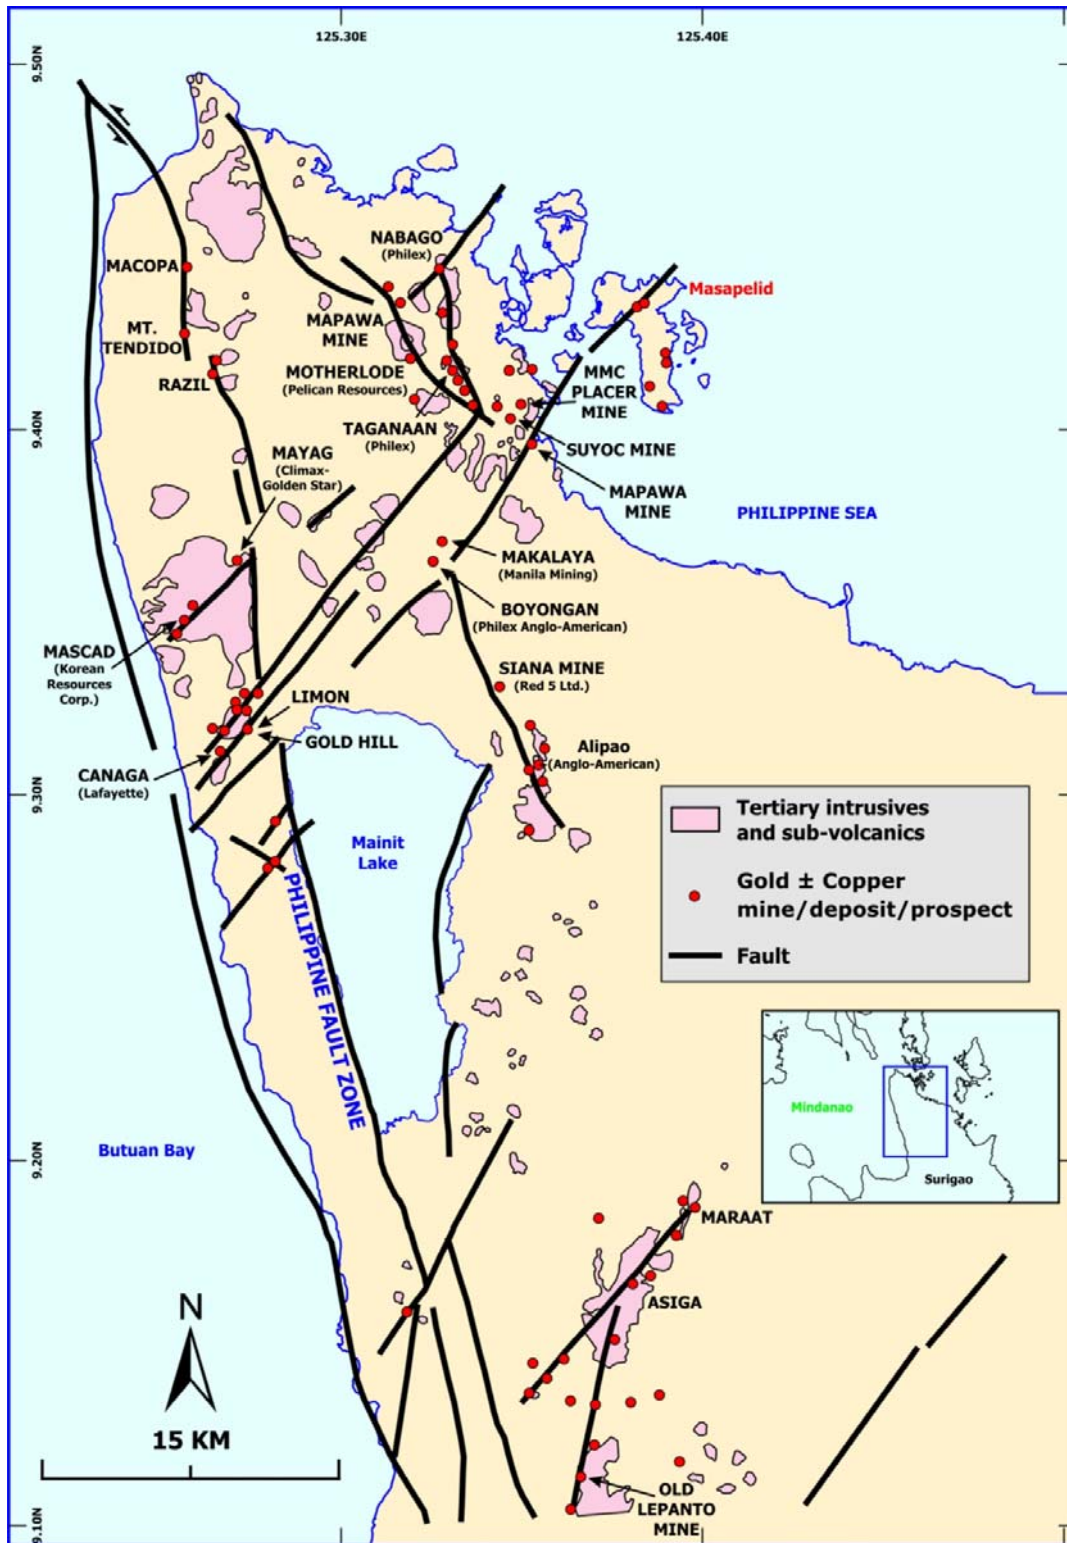 125.30E
125.40E
9.50N
9.40N
9.30N
9.20N
9.10N
NABAGO
(Philex)
MACOPA
MAPAWA
MINE
Masapelid
MT.
TENDIDO
RAZIL
MOTHERLODE
(Pelican Resources)
MMC
PLACER
MINE
TAGANAAN
(Philex)
SUYOC MINE
MAYAG
(Climax-
Golden Star)
MAPAWA
MINE
PHILIPPINE SEA
MAKALAYA
(Manila Mining)
BOYONGAN
(Philex Anglo-American)
MASCAD
(Korean
Resources
Corp.)
SIANA MINE
(Red 5 Ltd.)
LIMON
GOLD HILL
CANAGA
(Lafayette)
Alipao
(Anglo-American)
Mainit
Lake
PHILIPPINE FAULT ZONE
Tertiary intrusives
and sub-volcanics
Gold ± Copper
mine/deposit/prospect
Fault
Mindanao
Surigao
Butuan Bay
MARAAT
ASIGA
N
15 KM
OLD
LEPANTO
MINE